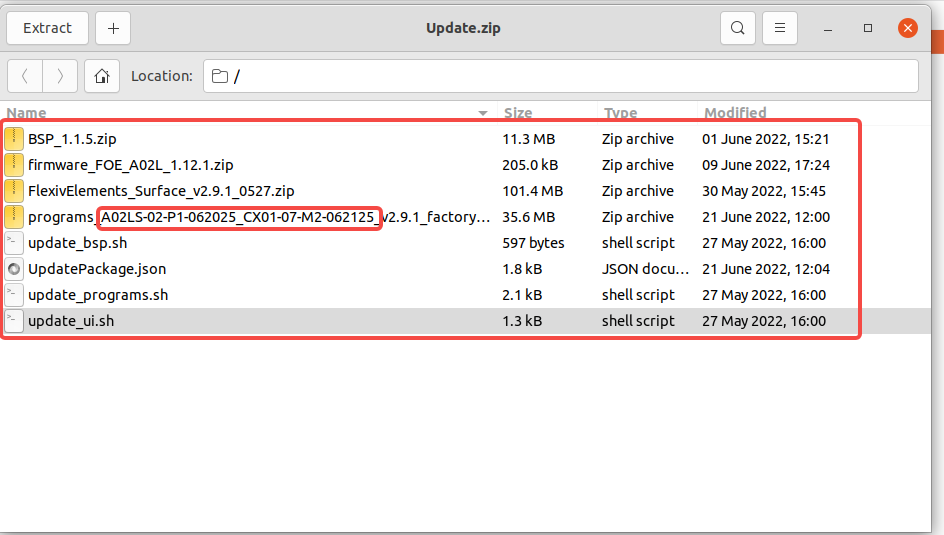 Extract + Update.zip
Location: /
Name Size Type Modified
BSP_1.1.5.zip 11.3 MB Zip archive 01 June 2022, 15:21
firmware_FOE_A02L_1.12.1.zip 205.0 kB Zip archive 09 June 2022, 17:24
FlexivElements_Surface_v2.9.1_0527.zip 101.4 MB Zip archive 30 May 2022, 15:45
programs_A02LS-02-P1-062025_CX01-07-M2-062125_v2.9.1_factory... 35.6 MB Zip archive 21 June 2022, 12:00
update_bsp.sh 597 bytes shell script 27 May 2022, 16:00
UpdatePackage.json 1.8 kB JSON docu... 21 June 2022, 12:04
update_programs.sh 2.1 kB shell script 27 May 2022, 16:00
update_ui.sh 1.3 kB shell script 27 May 2022, 16:00